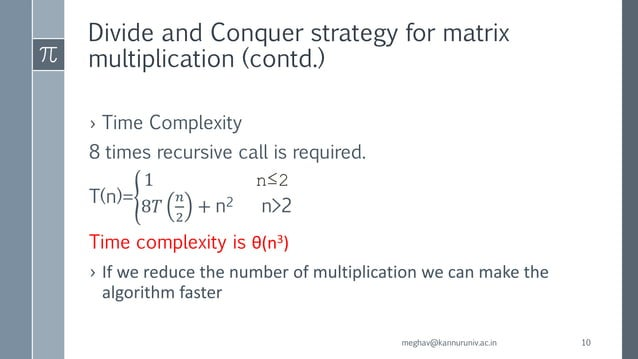 π
Divide and Conquer strategy for matrix
multiplication (contd.)
› Time Complexity
8 times recursive call is required.
T(n)={1 n≤2
8T(n/2) + n² n>2
Time complexity is θ(n³)
› If we reduce the number of multiplication we can make the
algorithm faster
meghav@kannuruniv.ac.in 10